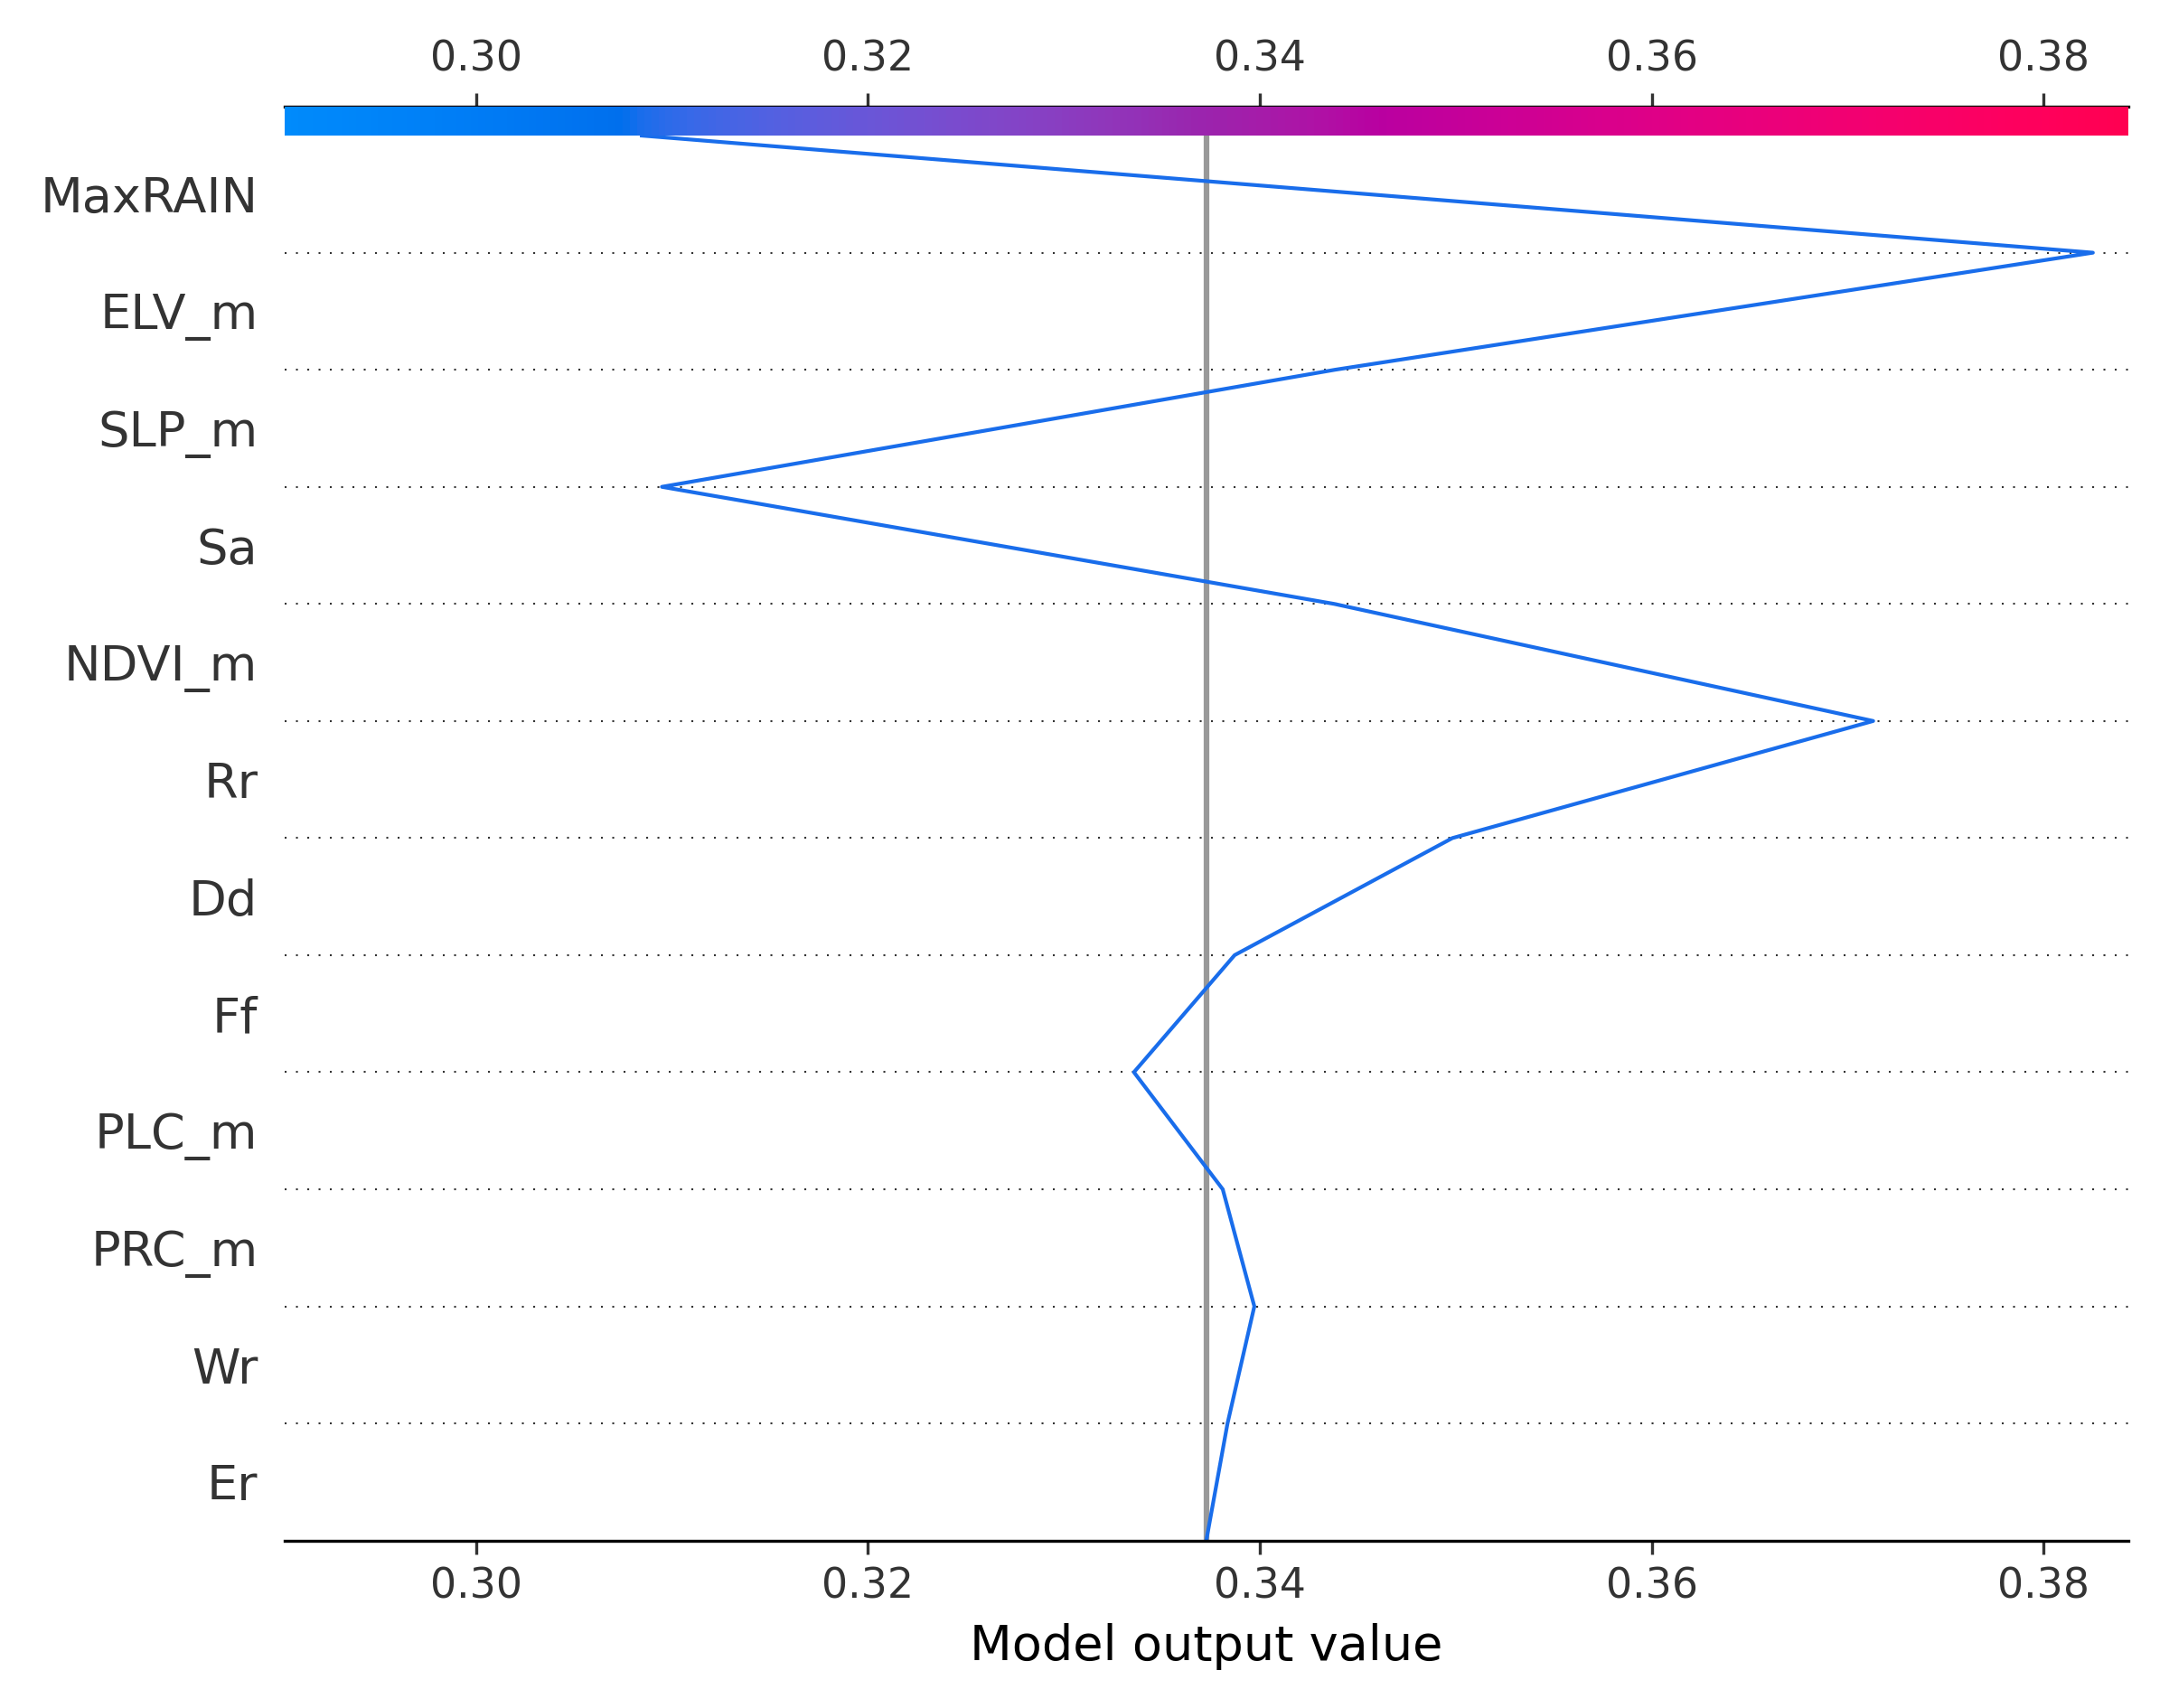 0.30 0.32 0.34 0.36 0.38
MaxRAIN
ELV_m
SLP_m
Sa
NDVI_m
Rr
Dd
Ff
PLC_m
PRC_m
Wr
Er
0.30 0.32 0.34 0.36 0.38
Model output value